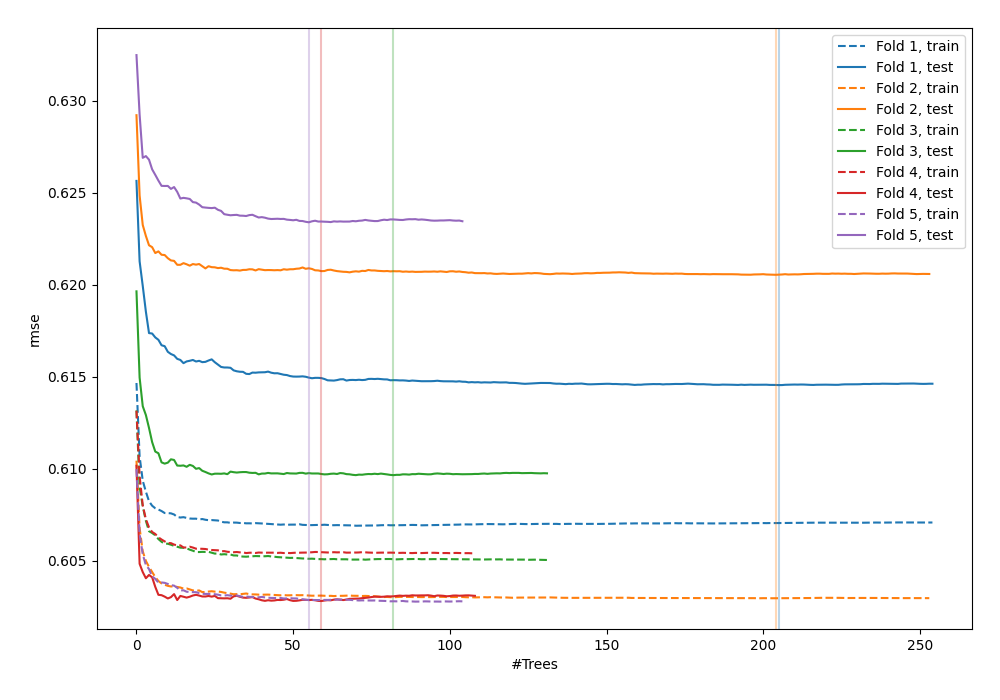 Fold 1, train
Fold 1, test
Fold 2, train
Fold 2, test
Fold 3, train
Fold 3, test
Fold 4, train
Fold 4, test
Fold 5, train
Fold 5, test
rmse
0.630
0.625
0.620
0.615
0.610
0.605
0 50 100 150 200 250
#Trees